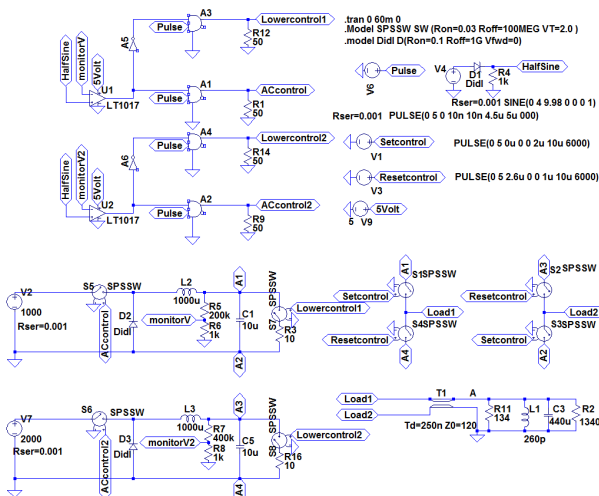 A3
Lowercontrol1
.tran 0 60m 0
.Model SPSSW SW (Ron=0.03 Roff=100MEG VT=2.0 )
.model Didl D(Ron=0.1 Roff=1G Vfwd=0)
HalfSine
monitorV
5Volt
A5
Pulse
R12
50
U1
LT1017
A1
ACcontrol
Pulse
R1
50
Pulse
V6
V4
D1
Didl
R4
1k
HalfSine
Rser=0.001 SINE(0 4 9.98 0 0 0 1)
Rser=0.001 PULSE(0 5 0 10n 10n 4.5u 5u 000)
HalfSine
monitorV2
5Volt
A6
A4
Lowercontrol2
Pulse
R14
50
U2
LT1017
A2
ACcontrol2
Pulse
R9
50
Setcontrol
V1
PULSE(0 5 0u 0 0 2u 10u 6000)
Resetcontrol
V3
PULSE(0 5 2.6u 0 0 1u 10u 6000)
5
5Volt
V9
V2
1000
Rser=0.001
S5
SPSSW
ACcontrol
D2
Didl
L2
1000u
monitorV
R5
200k
R6
1k
A1
C1
10u
A2
SPSSW
S7
Lowercontrol1
R3
10
A1
S1SPSSW
Setcontrol
Load1
S4SPSSW
Resetcontrol
A4
A3
S2SPSSW
Resetcontrol
Load2
S3SPSSW
Setcontrol
A2
V7
2000
Rser=0.001
S6
SPSSW
ACcontrol2
D3
Didl
L3
1000u
monitorV2
R7
400k
R8
1k
A3
C5
10u
A4
SPSSW
S8
Lowercontrol2
R16
10
Load1
Load2
T1
Td=250n Z0=120
A
R11
134
L1
260p
C3
440u
R2
1340